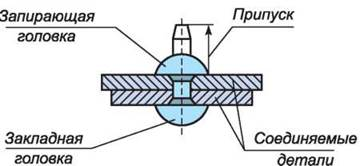 Запирающая
головка
Припуск
Закладная
головка
Соединяемые
детали